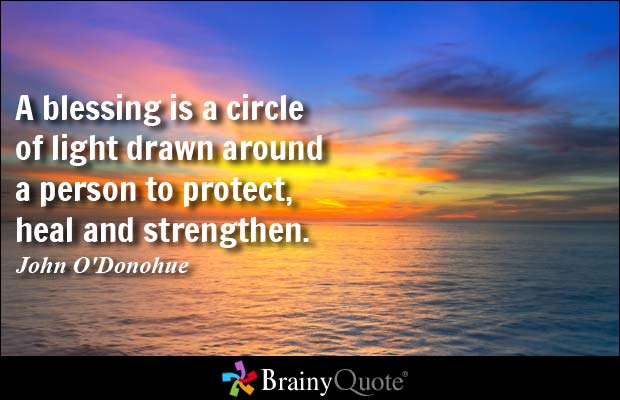 A blessing is a circle
of light drawn around
a person to protect,
heal and strengthen.
John O'Donohue
BrainyQuote®